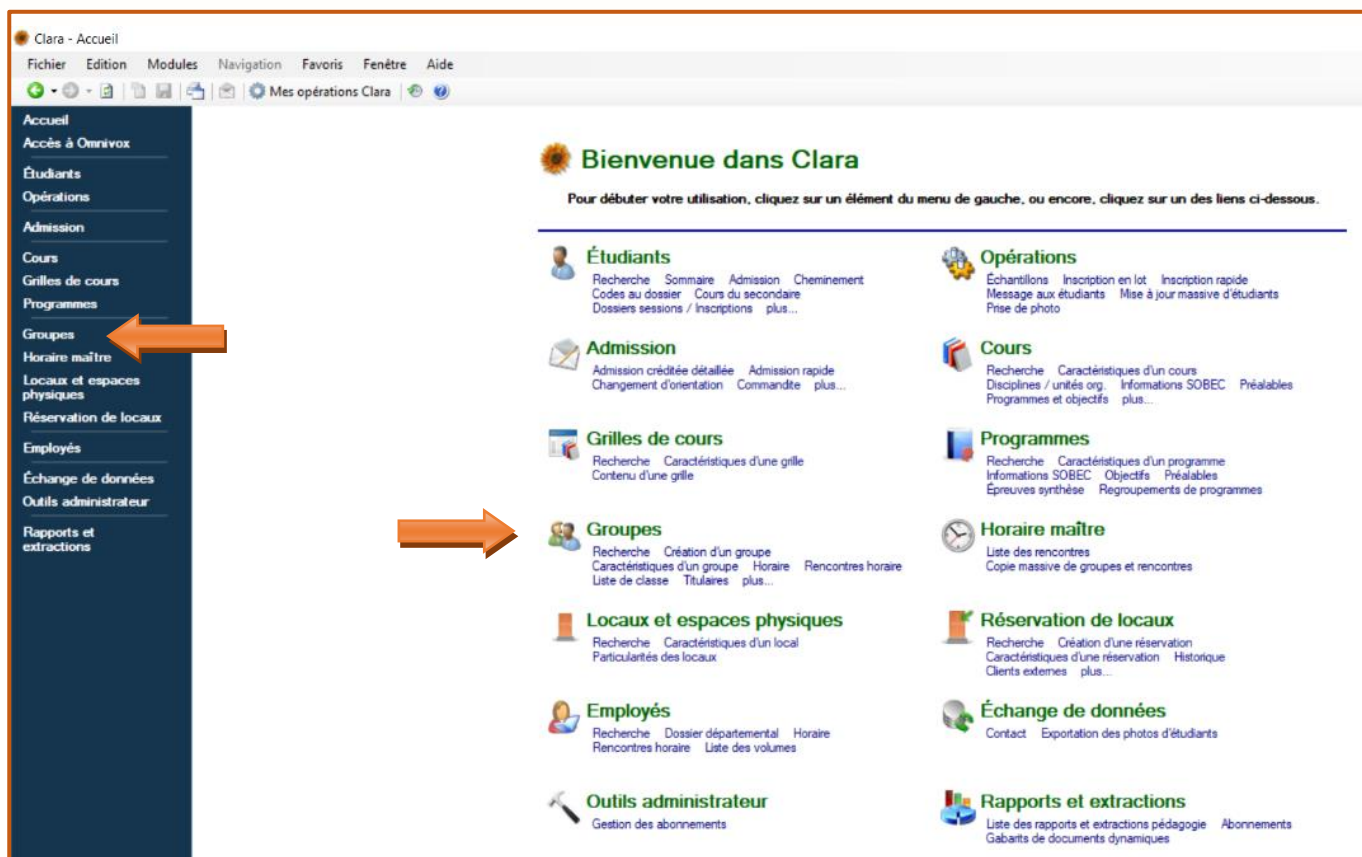 Clara - Accueil
Fichier Edition Modules Navigation Favoris Fenêtre Aide
Mes opérations Clara
Accueil
Accès à Omnivox
Étudiants
Opérations
Admission
Cours
Grilles de cours
Programmes
Groupes
Horaire maître
Locaux et espaces
physiques
Réservation de locaux
Employés
Échange de données
Outils administrateur
Rapports et
extractions
Bienvenue dans Clara
Pour débuter votre utilisation, cliquez sur un élément du menu de gauche, ou encore, cliquez sur un des liens ci-dessous.
Étudiants
Recherche Sommaire Admission Cheminement
Codes au dossier Cours du secondaire
Dossiers sessions / Inscriptions plus...
Opérations
Échantillons Inscription en lot Inscription rapide
Message aux étudiants Mise à jour massive d'étudiants
Prise de photo
Admission
Admission créditée détaillée Admission rapide
Changement d'orientation Commandite plus...
Cours
Recherche Caractéristiques d'un cours
Disciplines / unités org. Informations SOBEC Préalables
Programmes et objectifs plus...
Grilles de cours
Recherche Caractéristiques d'une grille
Contenu d'une grille
Programmes
Recherche Caractéristiques d'un programme
Informations SOBEC Objectifs Préalables
Épreuves synthèse Regroupements de programmes
Groupes
Recherche Création d'un groupe
Caractéristiques d'un groupe Horaire Rencontres horaire
Liste de classe Titulaires plus...
Horaire maître
Liste des rencontres
Copie massive de groupes et rencontres
Locaux et espaces physiques
Recherche Caractéristiques d'un local
Particularités des locaux
Réservation de locaux
Recherche Création d'une réservation
Caractéristiques d'une réservation Historique
Clients externes plus...
Employés
Recherche Dossier départemental Horaire
Rencontres horaire Liste des volumes
Échange de données
Contact Exportation des photos d'étudiants
Outils administrateur
Gestion des abonnements
Rapports et extractions
Liste des rapports et extractions pédagogie Abonnements
Gabarits de documents dynamiques